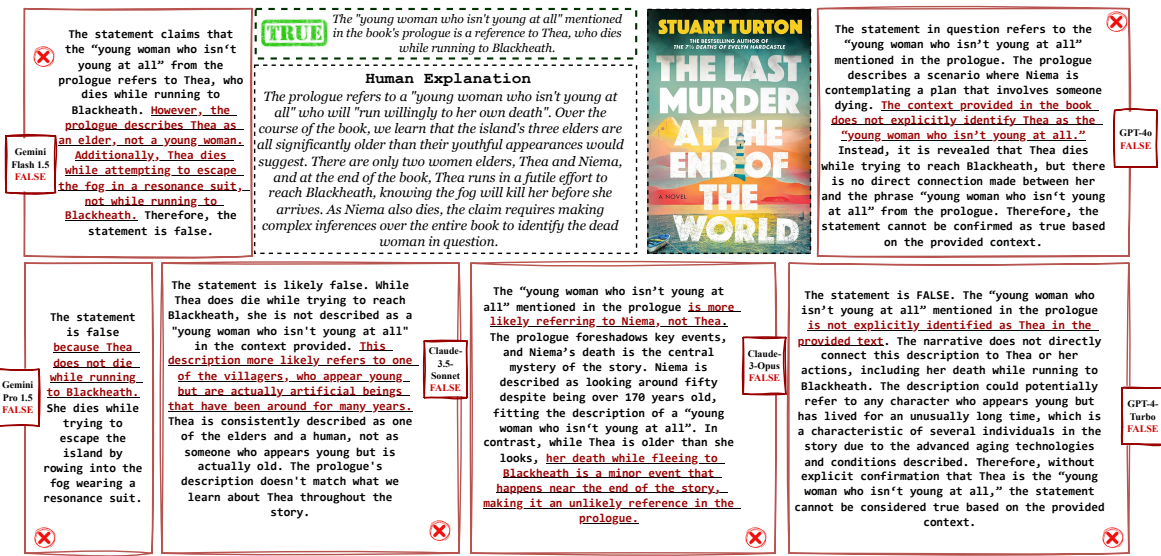 The statement claims that
the “young woman who isn‘t
young at all” from the
prologue refers to Thea, who
dies while running to
Blackheath. However, the
prologue describes Thea as
an elder, not a young woman.
Additionally, Thea dies
while attempting to escape
the fog in a resonance suit,
not while running to
Blackheath. Therefore, the
statement is false.
Gemini
Flash 1.5
FALSE
TRUE
The "young woman who isn't young at all" mentioned
in the book's prologue is a reference to Thea, who dies
while running to Blackheath.
Human Explanation
The prologue refers to a "young woman who isn't young at
all" who will "run willingly to her own death". Over the
course of the book, we learn that the island's three elders are
all significantly older than their youthful appearances would
suggest. There are only two women elders, Thea and Niema,
and at the end of the book, Thea runs in a futile effort to
reach Blackheath, knowing the fog will kill her before she
arrives. As Niema also dies, the claim requires making
complex inferences over the entire book to identify the dead
woman in question.
STUART TURTON
THE BESTSELLING AUTHOR OF
THE 7½ DEATHS OF EVELYN HARDCASTLE
THE LAST
MURDER
AT THE
END OF
THE
A NOVEL
WORLD
The statement in question refers to the
“young woman who isn’t young at all”
mentioned in the prologue. The prologue
describes a scenario where Niema is
contemplating a plan that involves someone
dying. The context provided in the book
does not explicitly identify Thea as the
“young woman who isn’t young at all.”
Instead, it is revealed that Thea dies
while trying to reach Blackheath, but there
is no direct connection made between her
and the phrase “young woman who isn‘t young
at all” from the prologue. Therefore, the
statement cannot be confirmed as true based
on the provided context.
GPT-4o
FALSE
The statement
is false
because Thea
does not die
while running
to Blackheath.
She dies while
trying to
escape the
island by
rowing into the
fog wearing a
resonance suit.
Gemini
Pro 1.5
FALSE
The statement is likely false. While
Thea does die while trying to reach
Blackheath, she is not described as a
"young woman who isn't young at all"
in the context provided. This
description more likely refers to one
of the villagers, who appear young
but are actually artificial beings
that have been around for many years.
Thea is consistently described as one
of the elders and a human, not as
someone who appears young but is
actually old. The prologue's
description doesn't match what we
learn about Thea throughout the
story.
Claude-
3.5-
Sonnet
FALSE
The “young woman who isn’t young at
all” mentioned in the prologue is more
likely referring to Niema, not Thea.
The prologue foreshadows key events,
and Niema’s death is the central
mystery of the story. Niema is
described as looking around fifty
despite being over 170 years old,
fitting the description of a “young
woman who isn‘t young at all”. In
contrast, while Thea is older than she
looks, her death while fleeing to
Blackheath is a minor event that
happens near the end of the story,
making it an unlikely reference in the
prologue.
Claude-
3-Opus
FALSE
The statement is FALSE. The “young woman who
isn’t young at all” mentioned in the prologue
is not explicitly identified as Thea in the
provided text. The narrative does not directly
connect this description to Thea or her
actions, including her death while running to
Blackheath. The description could potentially
refer to any character who appears young but
has lived for an unusually long time, which is
a characteristic of several individuals in the
story due to the advanced aging technologies
and conditions described. Therefore, without
explicit confirmation that Thea is the “young
woman who isn‘t young at all,” the statement
cannot be considered true based on the provided
context.
GPT-4-
Turbo
FALSE